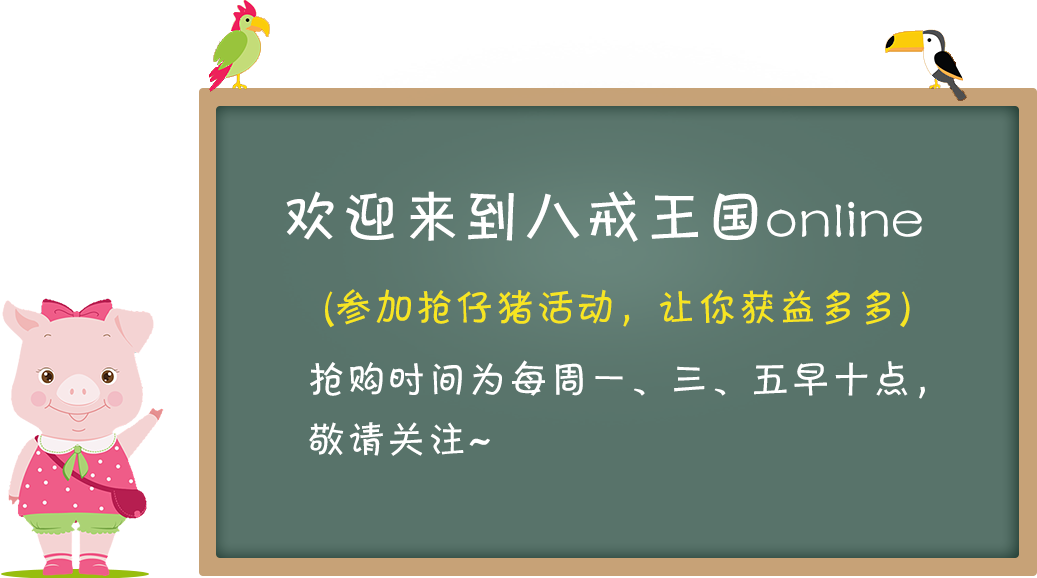 欢迎来到八戒王国online
(参加抢仔猪活动，让你获益多多)
抢购时间为每周一、三、五早十点，
敬请关注~